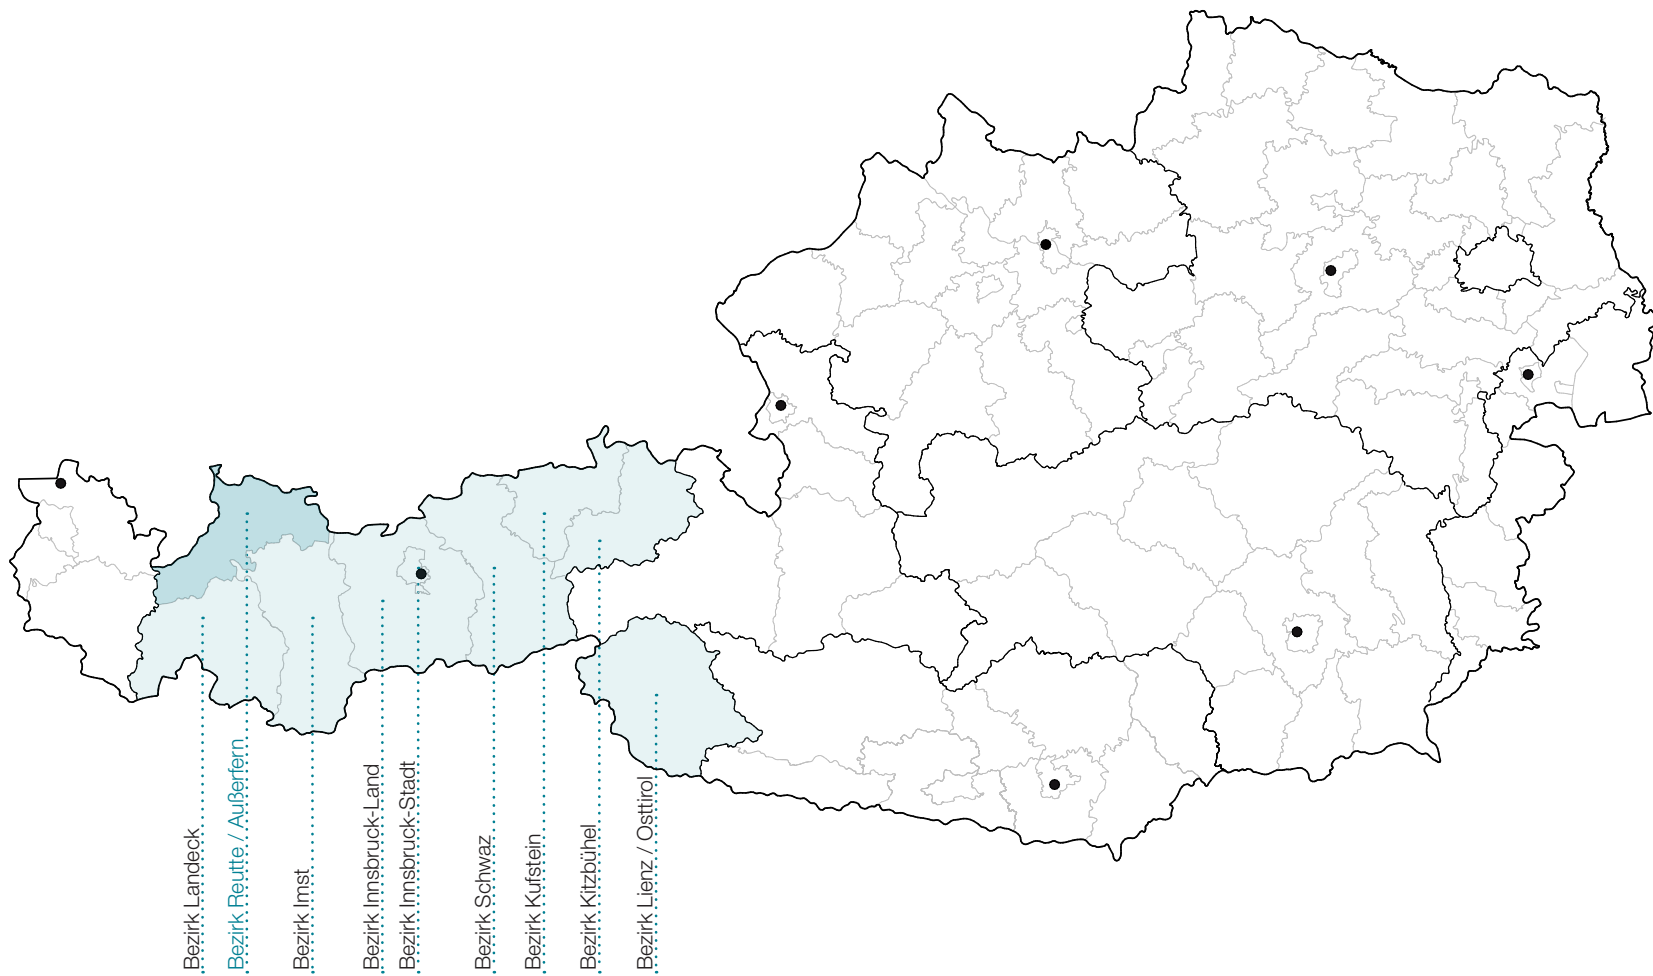 Bezirk Landeck
Bezirk Reutte / Außerfern
Bezirk Imst
Bezirk Innsbruck-Land
Bezirk Innsbruck-Stadt
Bezirk Schwaz
Bezirk Kufstein
Bezirk Kitzbühel
Bezirk Lienz / Osttirol